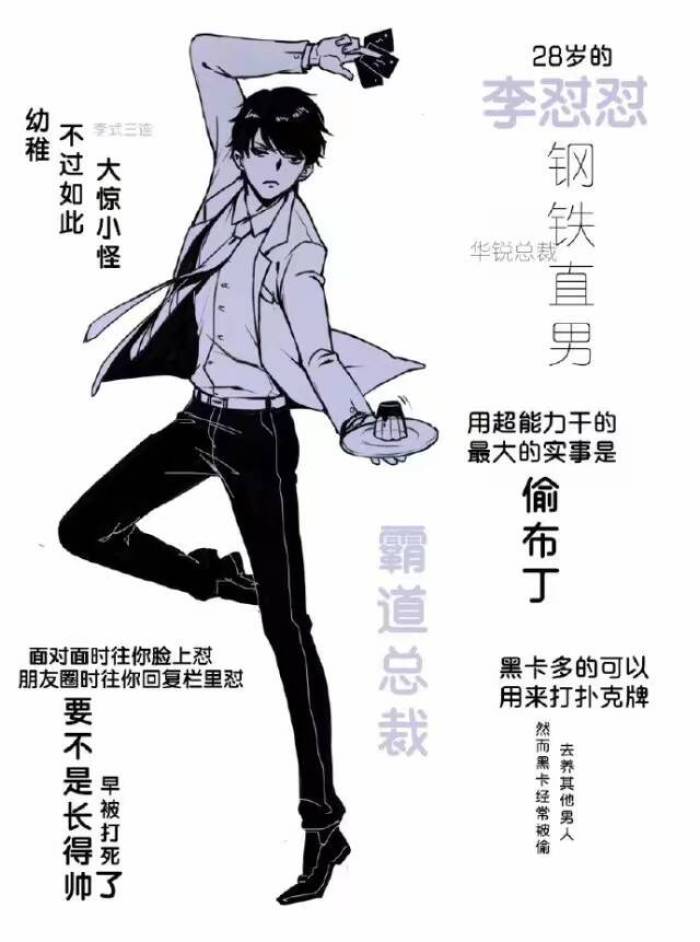 28岁的
李怼怼
钢铁直男
华锐总裁
李式三连
大惊小怪
不过如此
幼稚
用超能力干的
最大的实事是
偷布丁
霸道总裁
面对面时往你脸上怼
朋友圈时往你回复栏里怼
要不是长得帅
早被打死了
黑卡多的可以
用来打扑克牌
然而黑卡经常被偷
去养其他男人